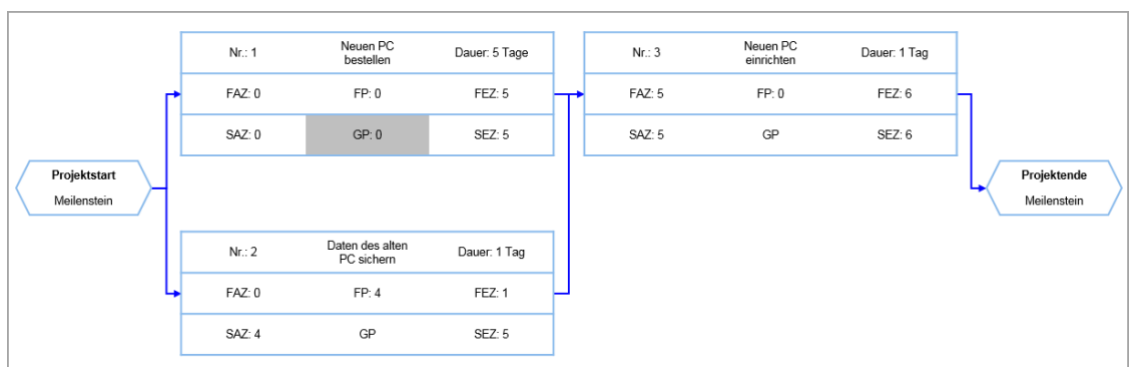 Nr.: 1
Neuen PC
bestellen
Dauer: 5 Tage
FAZ: 0
FP: 0
FEZ: 5
SAZ: 0
GP: 0
SEZ: 5
Nr.: 3
Neuen PC
einrichten
Dauer: 1 Tag
FAZ: 5
FP: 0
FEZ: 6
SAZ: 5
GP
SEZ: 6
Projektstart
Meilenstein
Projektende
Meilenstein
Nr.: 2
Daten des alten
PC sichern
Dauer: 1 Tag
FAZ: 0
FP: 4
FEZ: 1
SAZ: 4
GP
SEZ: 5